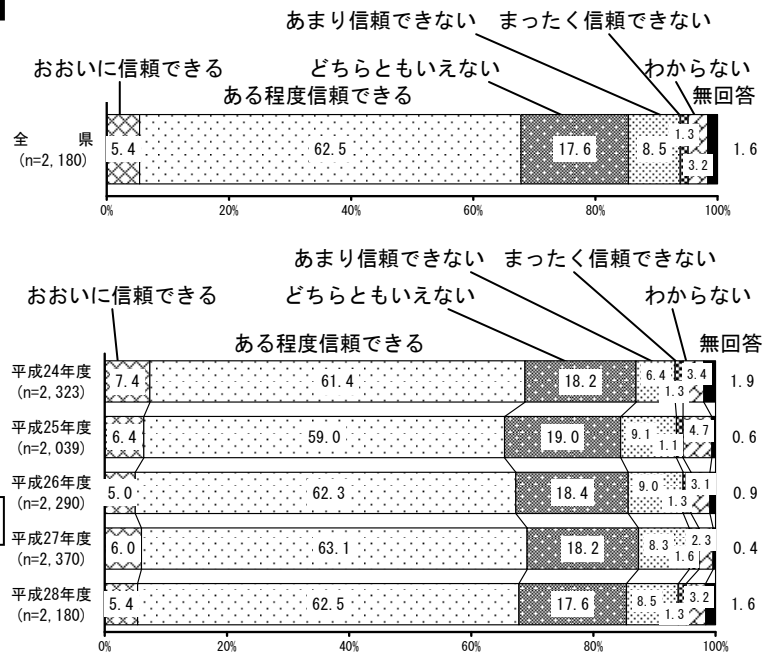 あまり信頼できない まったく信頼できない
おおいに信頼できる どちらともいえない わからない
ある程度信頼できる 無回答
全 県 5.4 62.5 17.6 8.5 1.3 3.2 1.6
(n=2,180)
0% 20% 40% 60% 80% 100%
あまり信頼できない まったく信頼できない
おおいに信頼できる どちらともいえない わからない
ある程度信頼できる 無回答
平成24年度 7.4 61.4 18.2 6.4 1.3 3.4 1.9
(n=2,323)
平成25年度 6.4 59.0 19.0 9.1 1.1 4.7 0.6
(n=2,039)
平成26年度 5.0 62.3 18.4 9.0 1.3 3.1 0.9
(n=2,290)
平成27年度 6.0 63.1 18.2 8.3 1.6 2.3 0.4
(n=2,370)
平成28年度 5.4 62.5 17.6 8.5 1.3 3.2 1.6
(n=2,180)
0% 20% 40% 60% 80% 100%